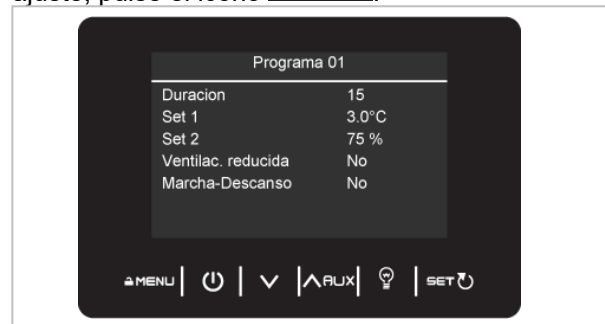 ajuste, pulse el icono
Programa 01
Duracion 15
Set 1 3.0°C
Set 2 75 %
Ventilac. reducida No
Marcha-Descanso No
MENU AUX SET